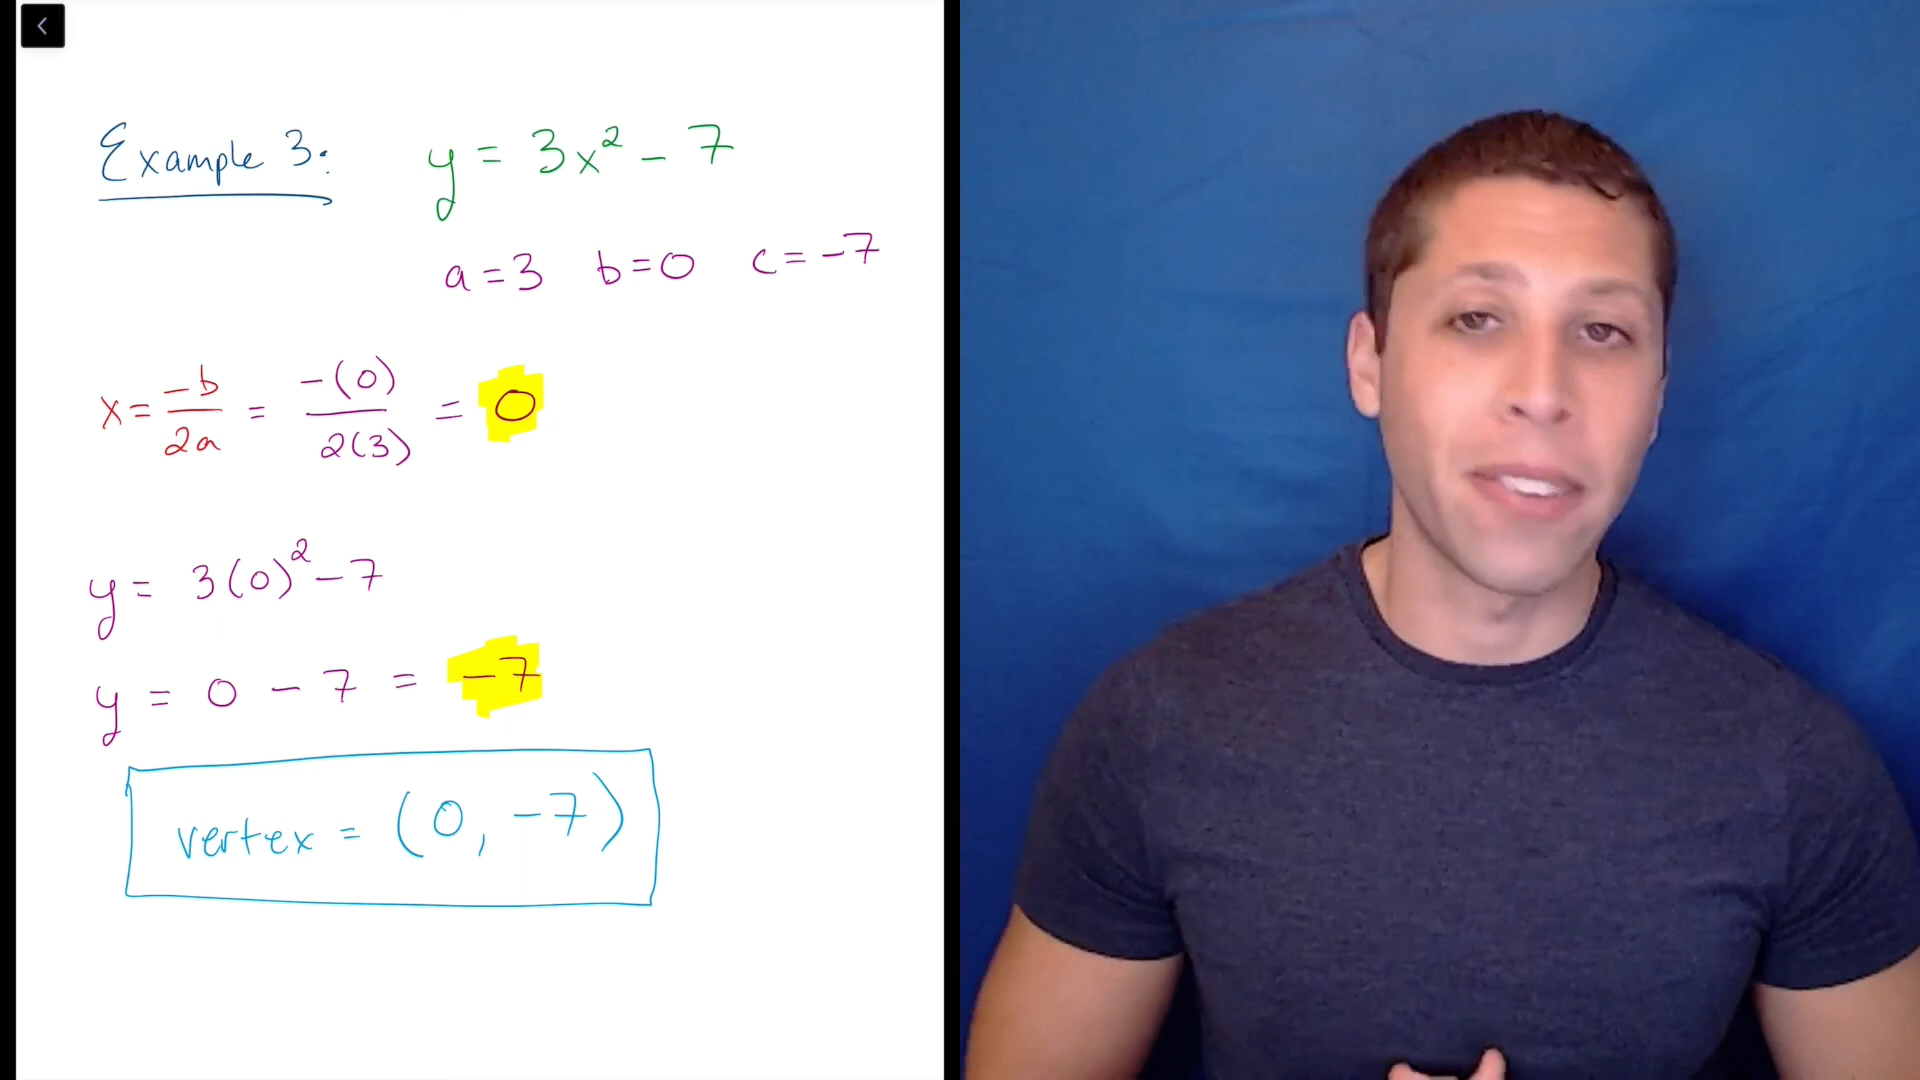 Example 3: y = 3x² - 7
a = 3 b = 0 c = -7
x = -b/2a = -(0)/2(3) = 0
y = 3(0)² - 7
y = 0 - 7 = -7
vertex = (0, -7)